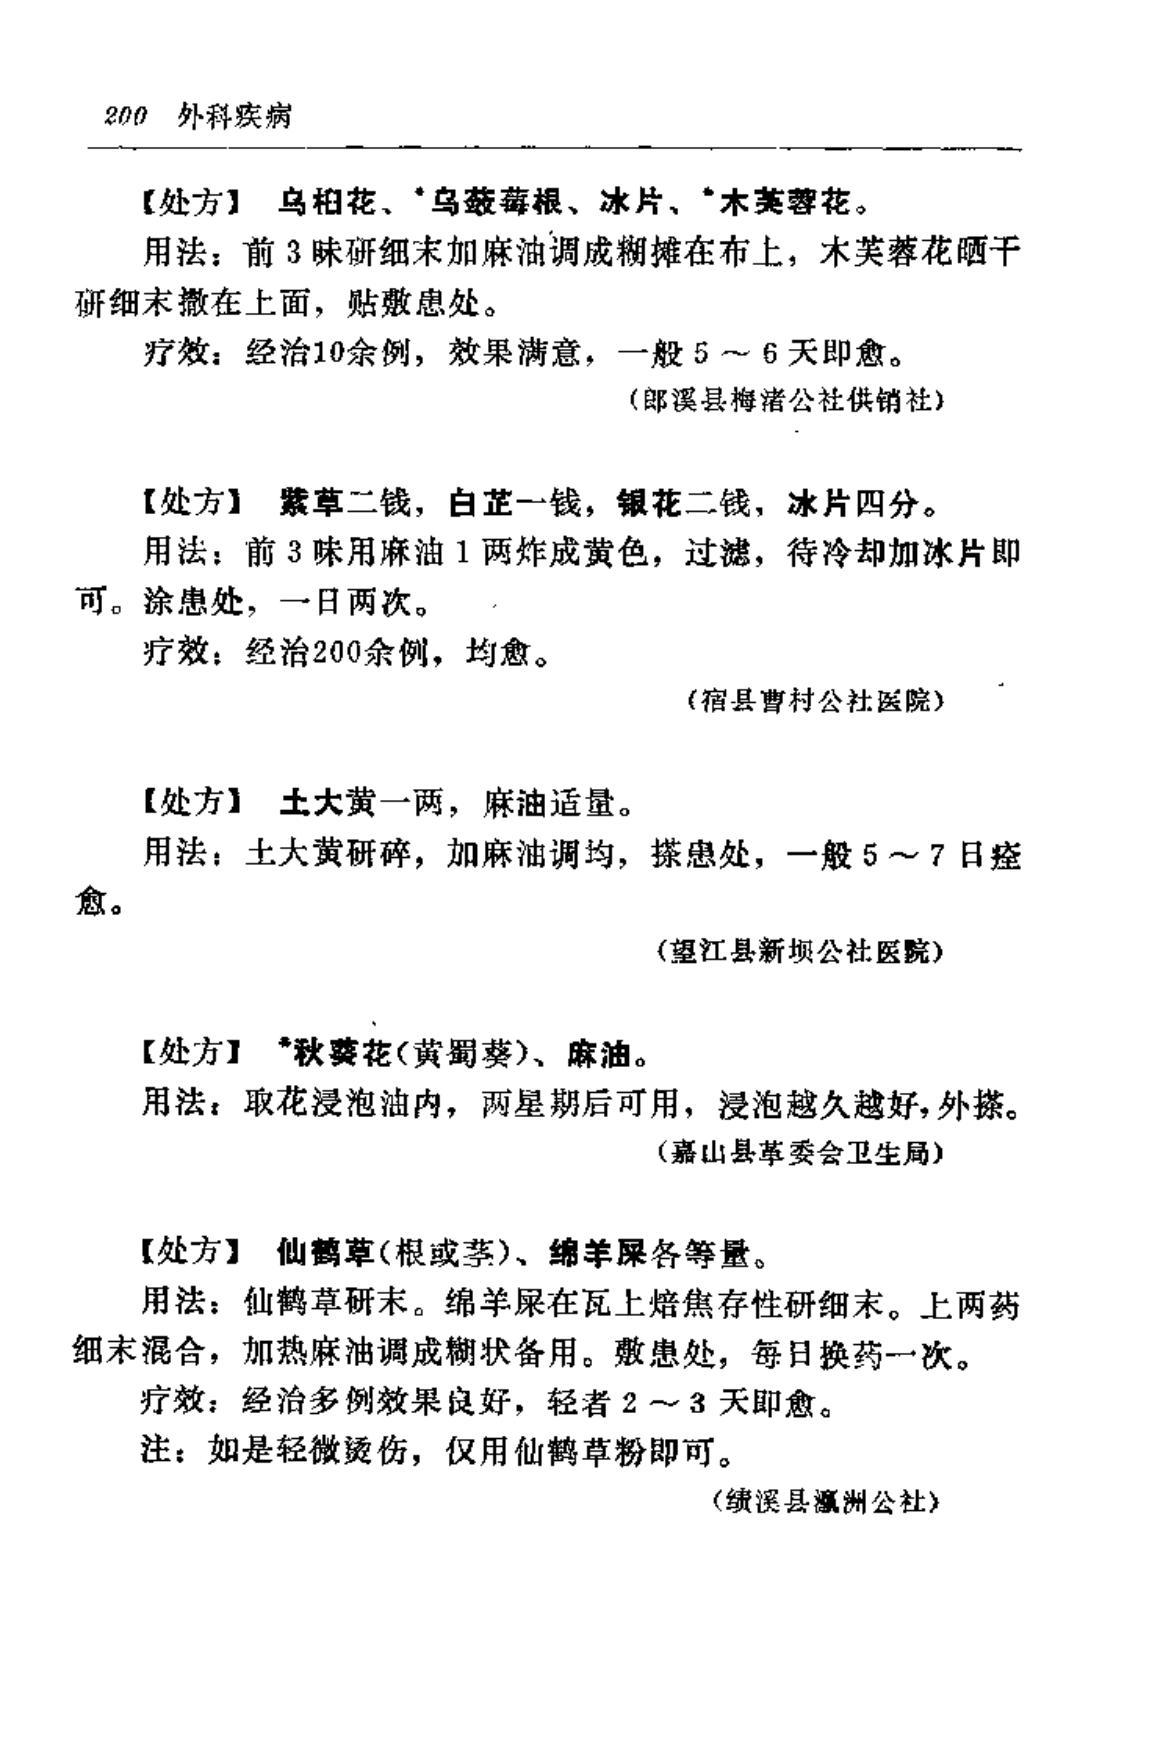 200 外科疾病
【处方】 乌桕花、*乌蔹莓根、冰片、*木芙蓉花。
用法：前3味研细末加麻油调成糊摊在布上，木芙蓉花晒干
研细末撒在上面，贴敷患处。
疗效：经治10余例，效果满意，一般5～6天即愈。
（郎溪县梅渚公社供销社）
【处方】 紫草二钱，白芷一钱，银花二钱，冰片四分。
用法：前3味用麻油1两炸成黄色，过滤，待冷却加冰片即
可。涂患处，一日两次。
疗效：经治200余例，均愈。
（宿县曹村公社医院）
【处方】 土大黄一两，麻油适量。
用法：土大黄研碎，加麻油调均，搽患处，一般5～7日痊
愈。
（望江县新坝公社医院）
【处方】 *秋葵花（黄蜀葵）、麻油。
用法：取花浸泡油内，两星期后可用，浸泡越久越好，外搽。
（嘉山县革委会卫生局）
【处方】 仙鹤草（根或茎）、绵羊屎各等量。
用法：仙鹤草研末。绵羊屎在瓦上焙焦存性研细末。上两药
细末混合，加热麻油调成糊状备用。敷患处，每日换药一次。
疗效：经治多例效果良好，轻者2～3天即愈。
注：如是轻微烫伤，仅用仙鹤草粉即可。
（绩溪县瀛洲公社）